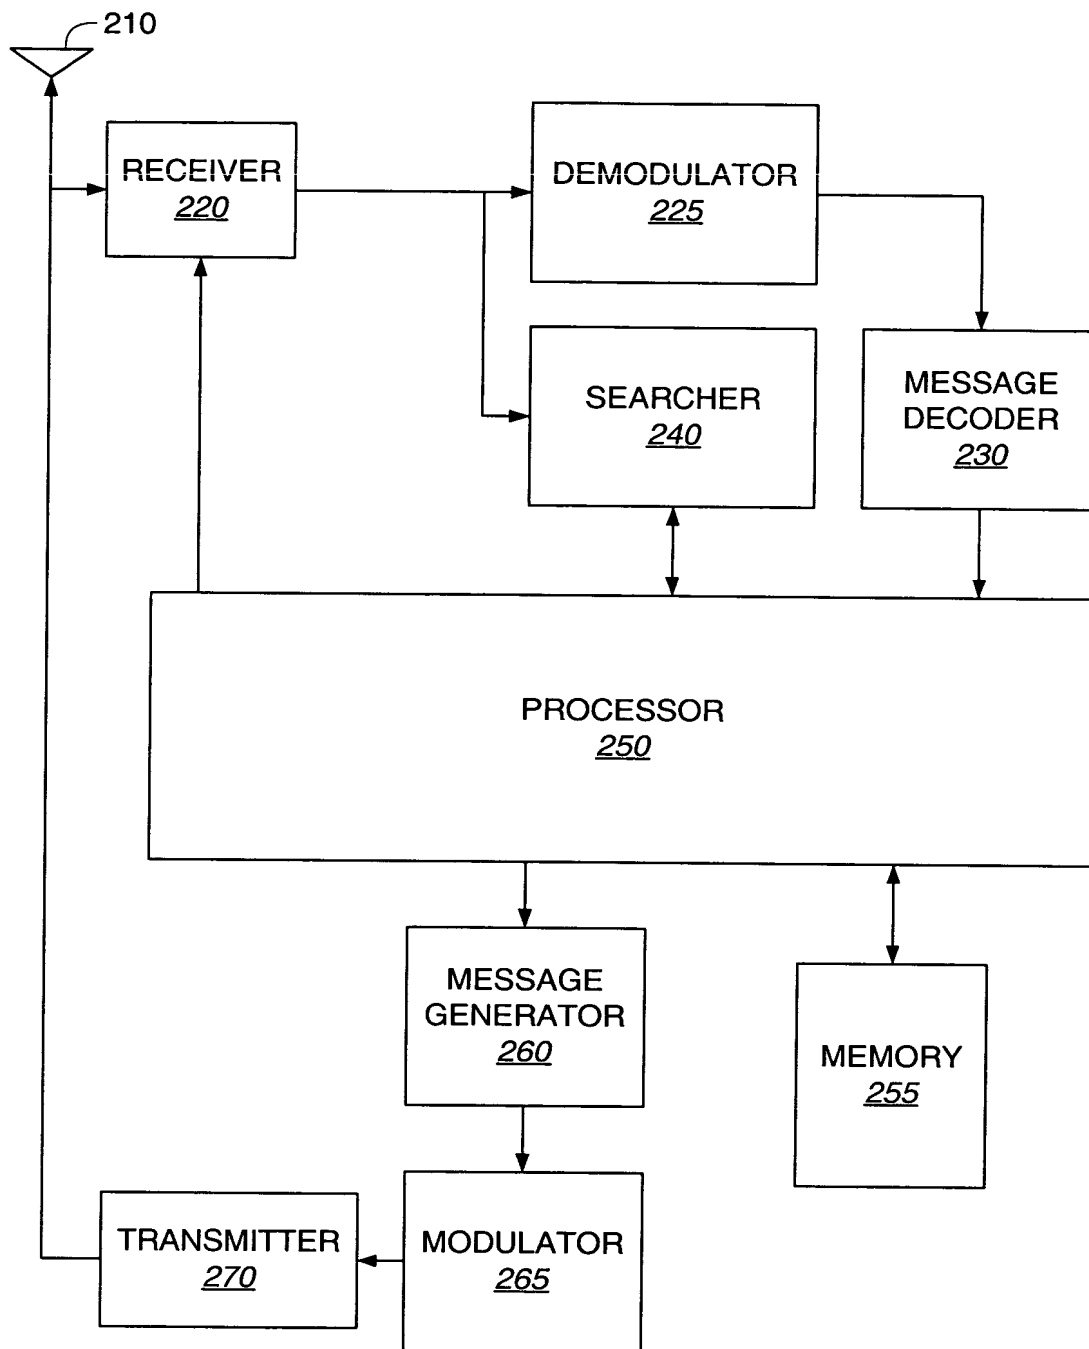 210
RECEIVER
220
DEMODULATOR
225
SEARCHER
240
MESSAGE
DECODER
230
PROCESSOR
250
MESSAGE
GENERATOR
260
MEMORY
255
TRANSMITTER
270
MODULATOR
265